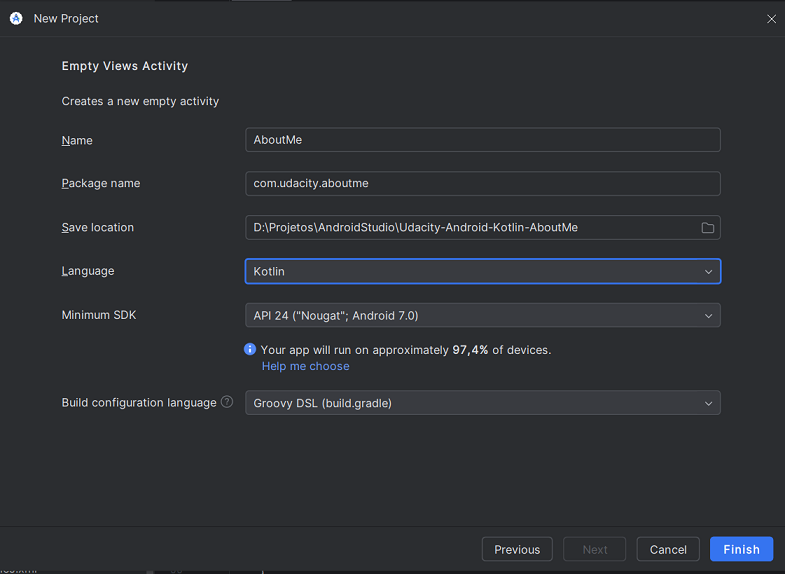 New Project
Empty Views Activity
Creates a new empty activity
Name
AboutMe
Package name
com.udacity.aboutme
Save location
D:\Projetos\AndroidStudio\Udacity-Android-Kotlin-AboutMe
Language
Kotlin
Minimum SDK
API 24 ("Nougat"; Android 7.0)
Your app will run on approximately 97,4% of devices.
Help me choose
Build configuration language ?
Groovy DSL (build.gradle)
Previous
Next
Cancel
Finish